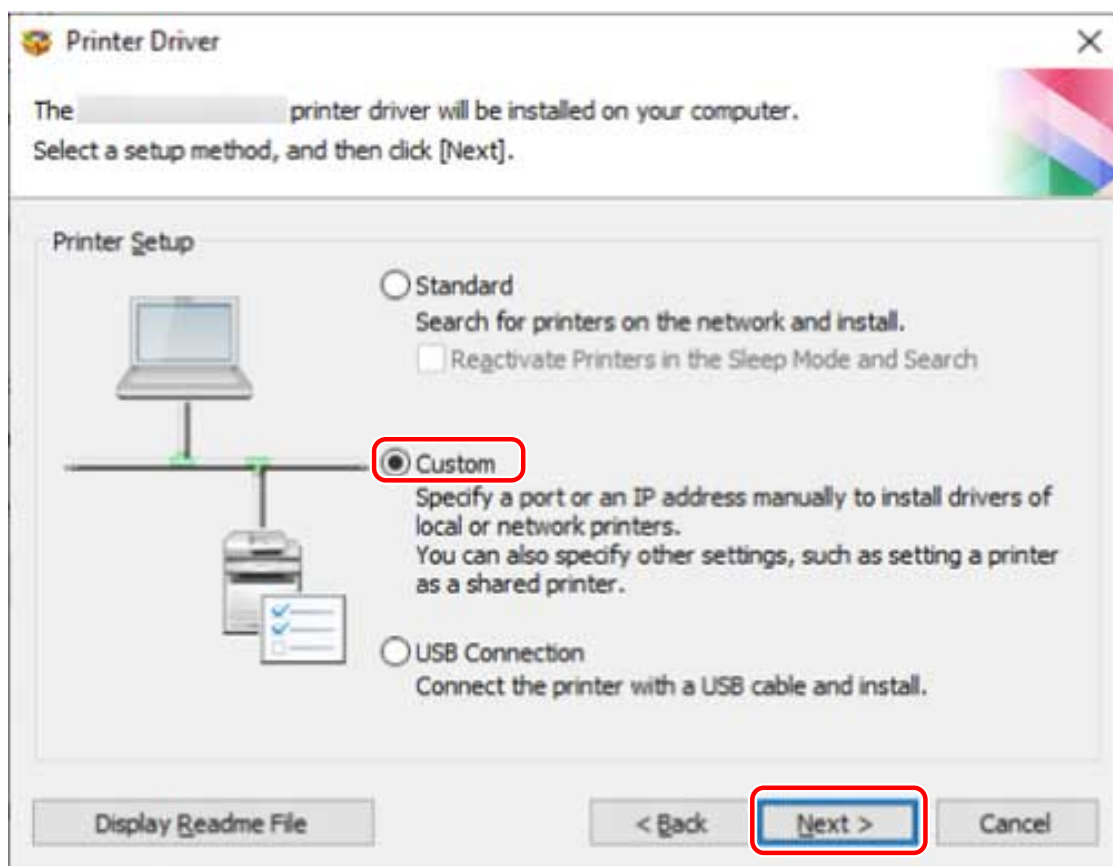 Printer Driver
The printer driver will be installed on your computer.
Select a setup method, and then click [Next].
Printer Setup
Standard
Search for printers on the network and install.
Reactivate Printers in the Sleep Mode and Search
Custom
Specify a port or an IP address manually to install drivers of
local or network printers.
You can also specify other settings, such as setting a printer
as a shared printer.
USB Connection
Connect the printer with a USB cable and install.
Display Readme File
< Back
Next >
Cancel